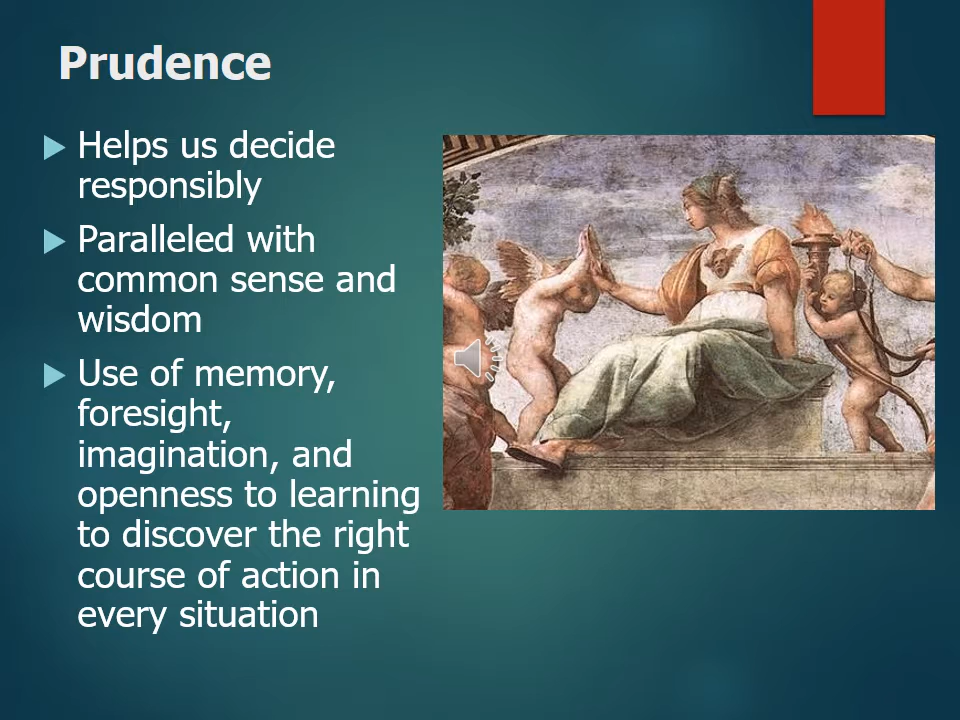 Prudence
Helps us decide
responsibly
Paralleled with
common sense and
wisdom
Use of memory,
foresight,
imagination, and
openness to learning
to discover the right
course of action in
every situation